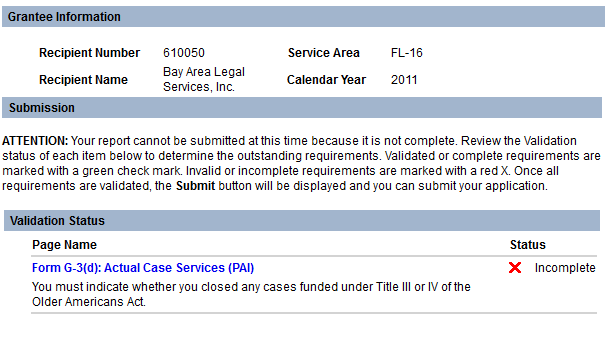 Grantee Information
Recipient Number 610050 Service Area FL-16
Recipient Name Bay Area Legal Services, Inc. Calendar Year 2011
Submission
ATTENTION: Your report cannot be submitted at this time because it is not complete. Review the Validation
status of each item below to determine the outstanding requirements. Validated or complete requirements are
marked with a green check mark. Invalid or incomplete requirements are marked with a red X. Once all
requirements are validated, the Submit button will be displayed and you can submit your application.
Validation Status
Page Name Status
Form G-3(d): Actual Case Services (PAI) Incomplete
You must indicate whether you closed any cases funded under Title III or IV of the
Older Americans Act.